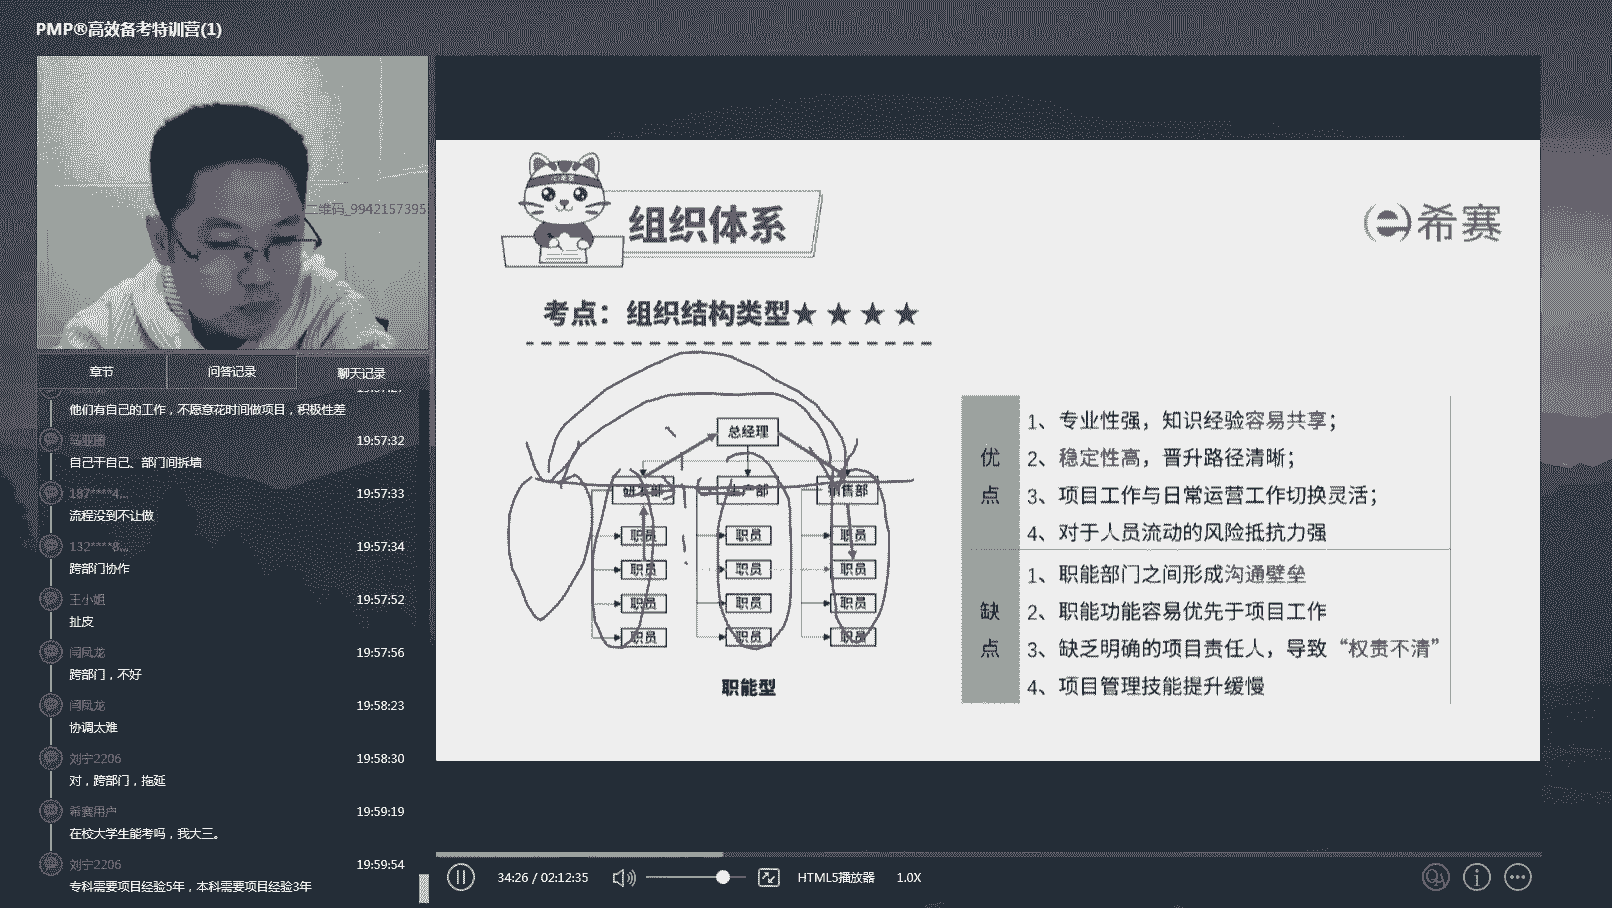 PMP®高效备考特训营(1)
二维码_9942157395
章节
问答记录
聊天记录
他们有自己的工作，不愿意花时间做项目，积极性差
19:57:32
自己干自己、部门间拆墙
187****4...
19:57:33
流程没到不让做
132****8...
19:57:34
跨部门协作
王小姐
19:57:52
扯皮
闫凤龙
19:57:56
跨部门，不好
闫凤龙
19:58:23
协调太难
刘宁2206
19:58:30
对，跨部门，拖延
希赛用户
19:59:19
在校大学生能考吗，我大三。
刘宁2206
19:59:54
专科需要项目经验5年，本科需要项目经验3年
组织体系
希赛
考点：组织结构类型★★★★
总经理
研发部
生产部
销售部
职员
职员
职员
职员
职员
职员
职员
职员
职员
职员
职员
职员
职能型
优点
1、专业性强，知识经验容易共享；
2、稳定性高，晋升路径清晰；
3、项目工作与日常运营工作切换灵活；
4、对于人员流动的风险抵抗力强
缺点
1、职能部门之间形成沟通壁垒
2、职能功能容易优先于项目工作
3、缺乏明确的项目责任人，导致“权责不清”
4、项目管理技能提升缓慢
34:26 / 02:12:35
HTML5播放器
1.0X